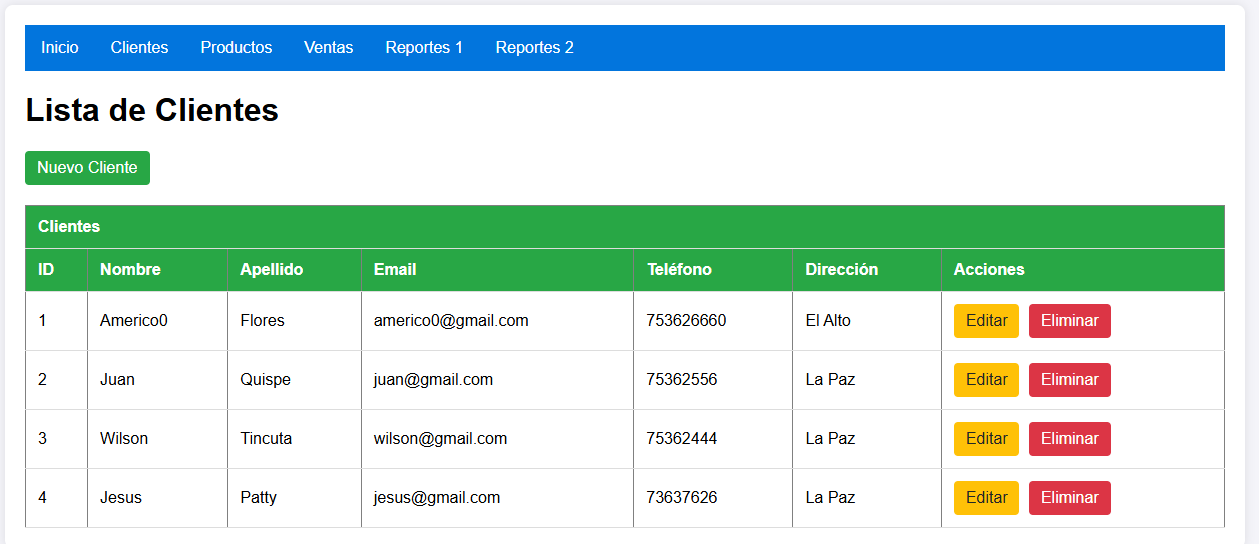 Inicio Clientes Productos Ventas Reportes 1 Reportes 2
Lista de Clientes
Nuevo Cliente
Clientes
ID Nombre Apellido Email Teléfono Dirección Acciones
1 Americo0 Flores americo0@gmail.com 753626660 El Alto Editar Eliminar
2 Juan Quispe juan@gmail.com 75362556 La Paz Editar Eliminar
3 Wilson Tincuta wilson@gmail.com 75362444 La Paz Editar Eliminar
4 Jesus Patty jesus@gmail.com 73637626 La Paz Editar Eliminar